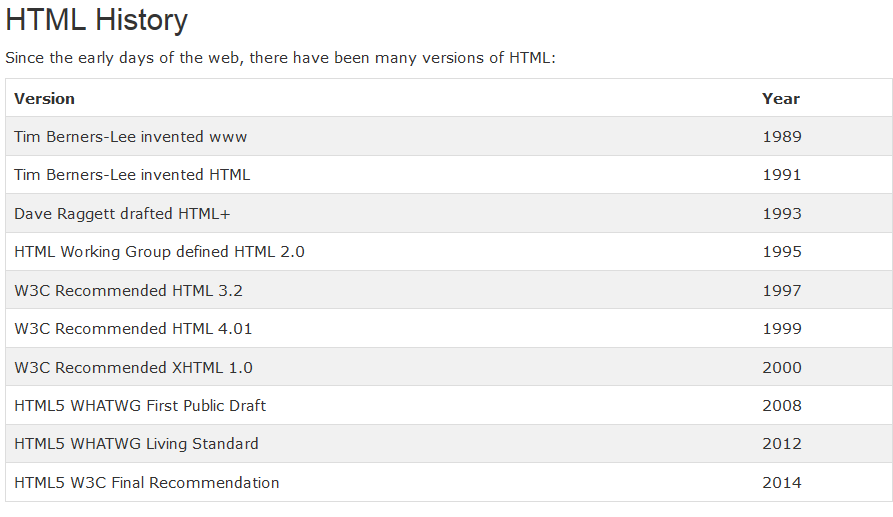 HTML History
Since the early days of the web, there have been many versions of HTML:
Version Year
Tim Berners-Lee invented www 1989
Tim Berners-Lee invented HTML 1991
Dave Raggett drafted HTML+ 1993
HTML Working Group defined HTML 2.0 1995
W3C Recommended HTML 3.2 1997
W3C Recommended HTML 4.01 1999
W3C Recommended XHTML 1.0 2000
HTML5 WHATWG First Public Draft 2008
HTML5 WHATWG Living Standard 2012
HTML5 W3C Final Recommendation 2014